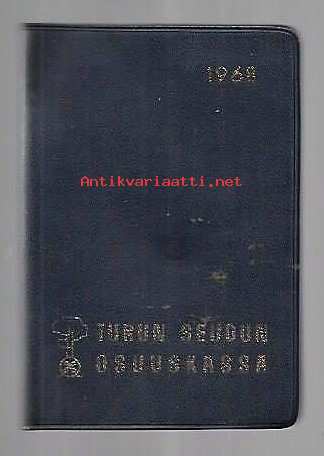 1968
Antikvariaatti.net
TURUN SEUDUN
OSUUSKASSA